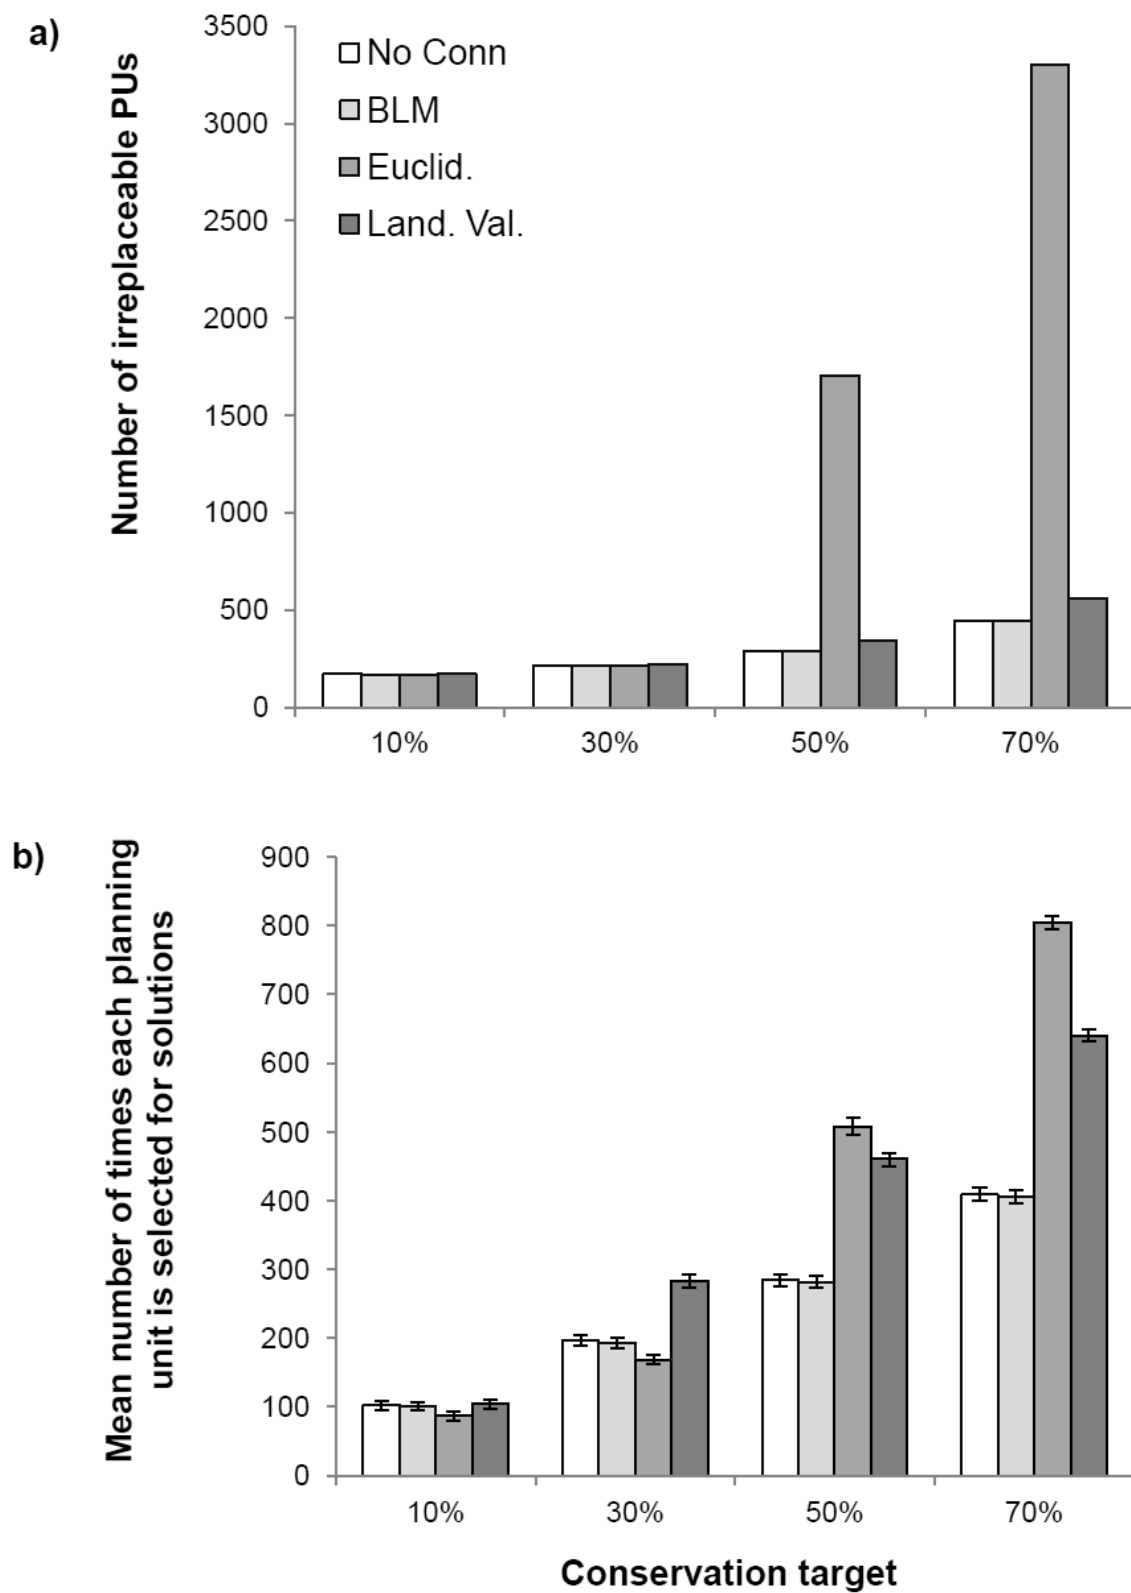 a)
Number of irreplaceable PUs
3500
3000
2500
2000
1500
1000
500
0
No Conn
BLM
Euclid.
Land. Val.
10% 30% 50% 70%
b)
Mean number of times each planning
unit is selected for solutions
900
800
700
600
500
400
300
200
100
0
10% 30% 50% 70%
Conservation target